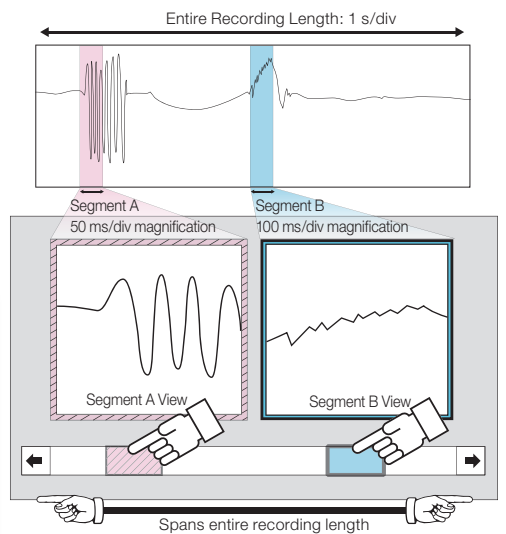 Entire Recording Length: 1 s/div
Segment A
50 ms/div magnification
Segment B
100 ms/div magnification
Segment A View
Segment B View
Spans entire recording length